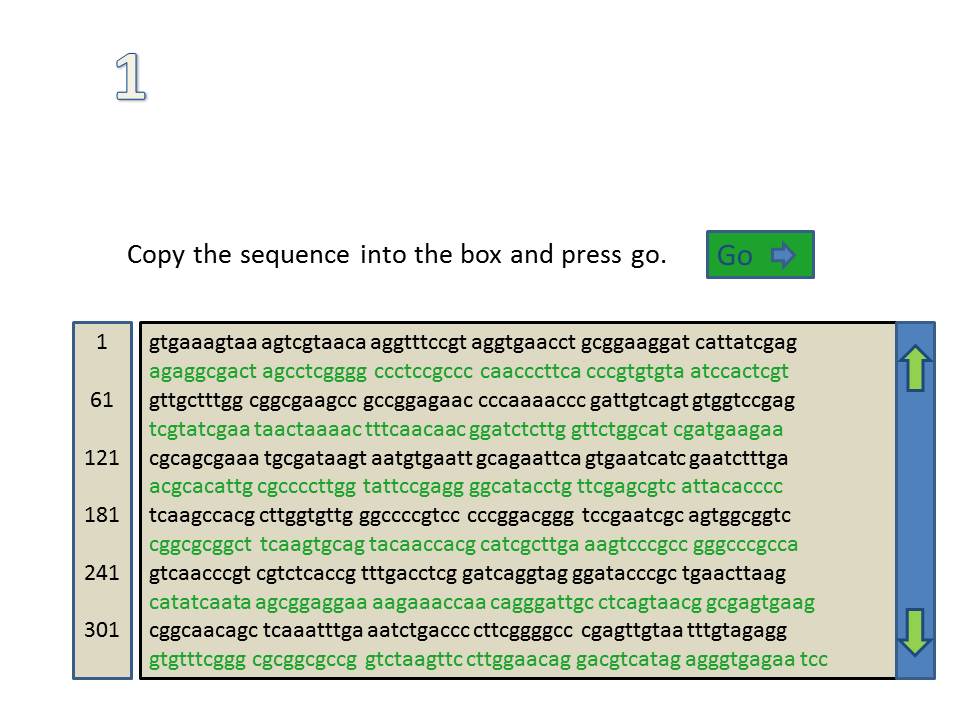 1
Copy the sequence into the box and press go.
Go
1 gtgaaagtaa agtcgtaaca aggtttccgt aggtgaacct gcggaaggat cattatcgag
agaggcgact agcctcgggg ccctccgccc caacccttca cccgtgtgta atccactcgt
61 gttgctttgg cggcgaagcc gccggagaac cccaaaaccc gattgtcagt gtggtccgag
tcgtatcgaa taactaaaac tttcaacaac ggatctcttg gttctggcat cgatgaagaa
121 cgcagcgaaa tgcgataagt aatgtgaatt gcagaattca gtgaatcatc gaatctttga
acgcacattg cgccccttgg tattccgagg ggcatacctg ttcgagcgtc attacacccc
181 tcaagccacg cttggtgttg ggccccgtcc cccggacggg tccgaatcgc agtggcggtc
cggcgcggct tcaagtgcag tacaaccacg catcgcttga aagtcccgcc gggcccgcca
241 gtcaacccgt cgtctcaccg tttgacctcg gatcaggtag ggatacccgc tgaacttaag
catatcaata agcggaggaa aagaaaccaa cagggattgc ctcagtaacg gcgagtgaag
301 cggcaacagc tcaaatttga aatctgaccc cttcggggcc cgagttgtaa tttgtagagg
gtgtttcggg cgcggcgccg gtctaagttc cttggaacag gacgtcatag agggtgagaa tcc